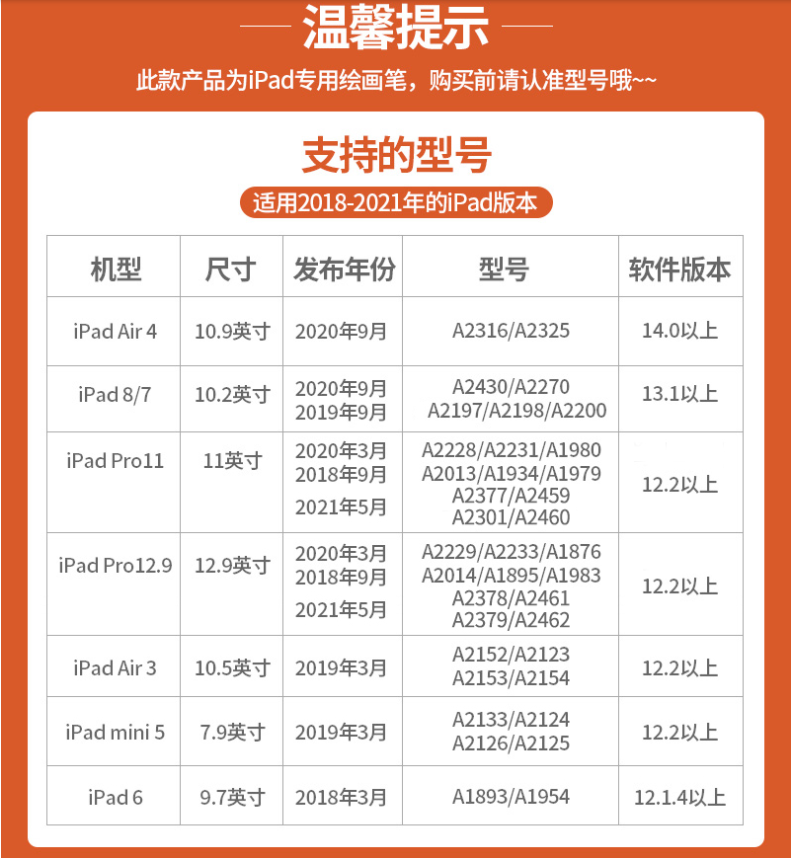 温馨提示
此款产品为iPad专用绘画笔，购买前请认准型号哦~~
支持的型号
适用2018-2021年的iPad版本
机型 尺寸 发布年份 型号 软件版本
iPad Air 4 10.9英寸 2020年9月 A2316/A2325 14.0以上
iPad 8/7 10.2英寸 2020年9月 A2430/A2270 13.1以上
2019年9月 A2197/A2198/A2200
iPad Pro11 11英寸 2020年3月 A2228/A2231/A1980 12.2以上
2018年9月 A2013/A1934/A1979
2021年5月 A2377/A2459
A2301/A2460
iPad Pro12.9 12.9英寸 2020年3月 A2229/A2233/A1876 12.2以上
2018年9月 A2014/A1895/A1983
2021年5月 A2378/A2461
A2379/A2462
iPad Air 3 10.5英寸 2019年3月 A2152/A2123 12.2以上
A2153/A2154
iPad mini 5 7.9英寸 2019年3月 A2133/A2124 12.2以上
A2126/A2125
iPad 6 9.7英寸 2018年3月 A1893/A1954 12.1.4以上